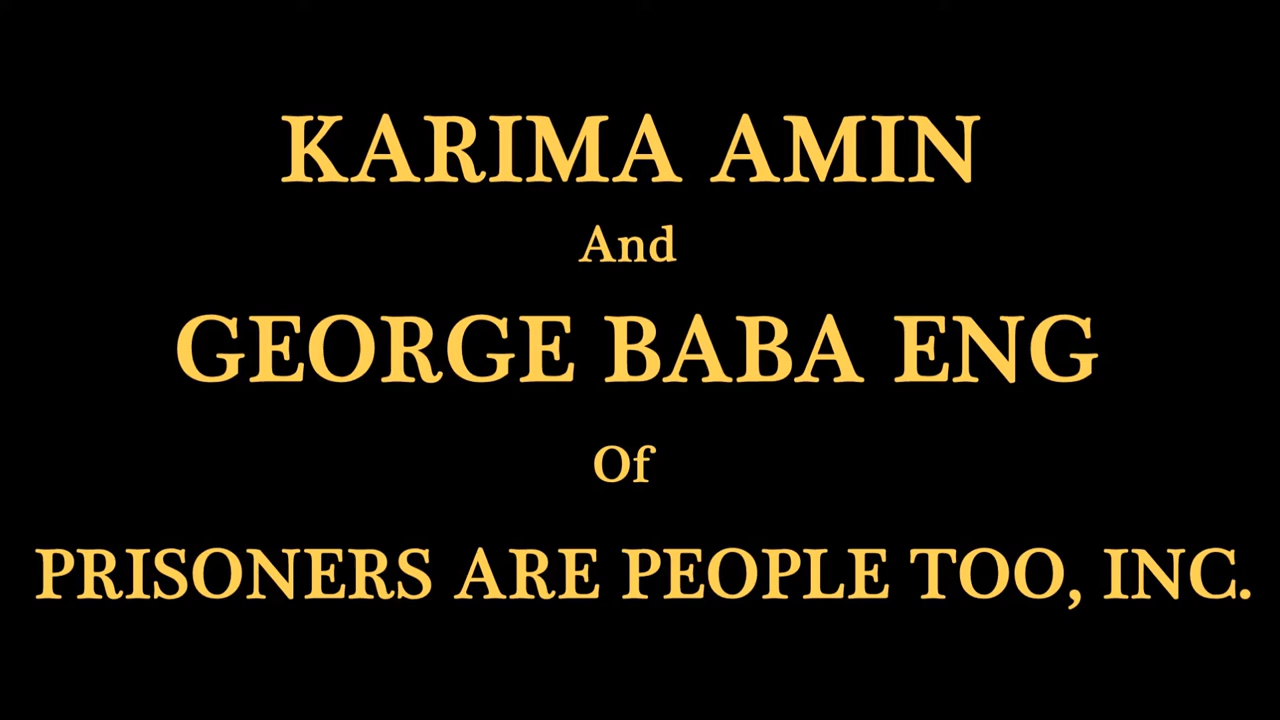 KARIMA AMIN
And
GEORGE BABA ENG
Of
PRISONERS ARE PEOPLE TOO, INC.